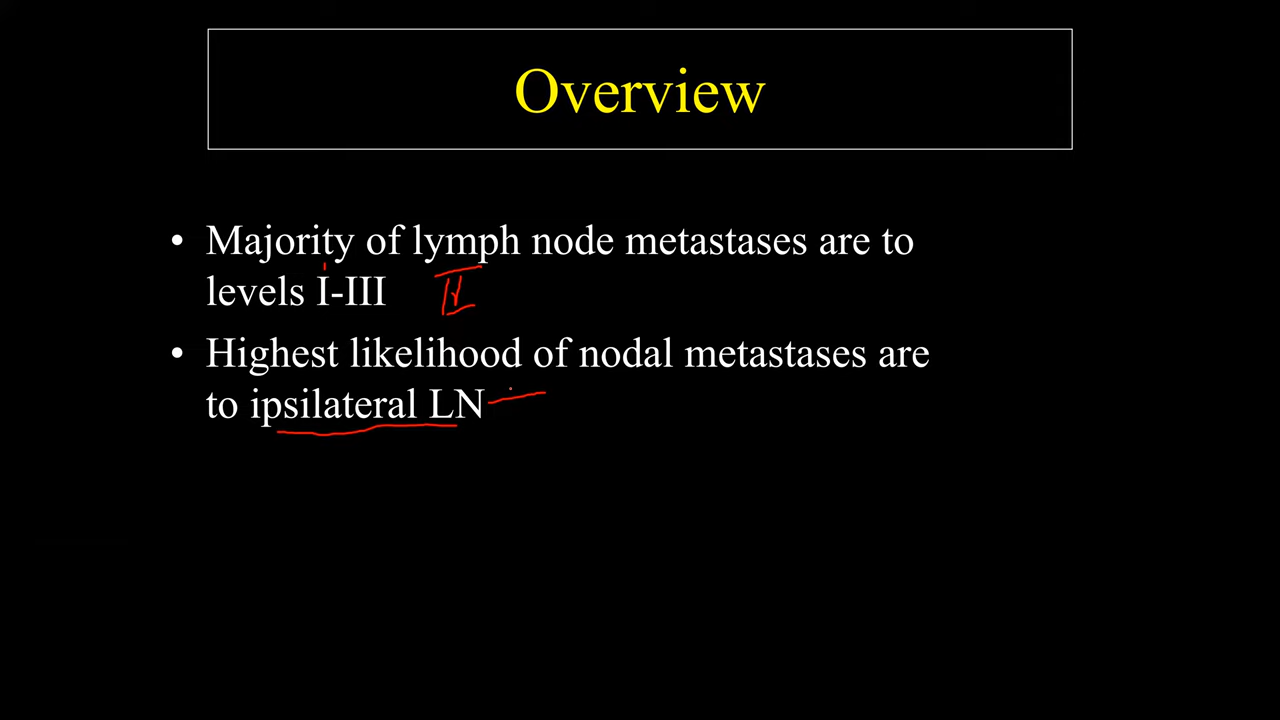 Overview
• Majority of lymph node metastases are to
levels I-III
• Highest likelihood of nodal metastases are
to ipsilateral LN